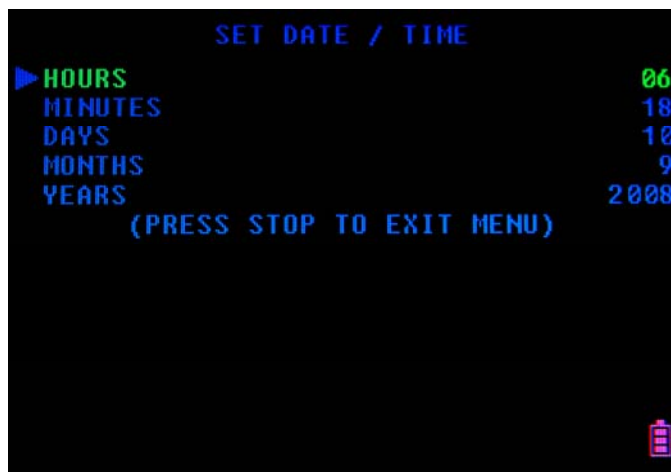 SET DATE / TIME
HOURS 06
MINUTES 18
DAYS 10
MONTHS 9
YEARS 2008
(PRESS STOP TO EXIT MENU)